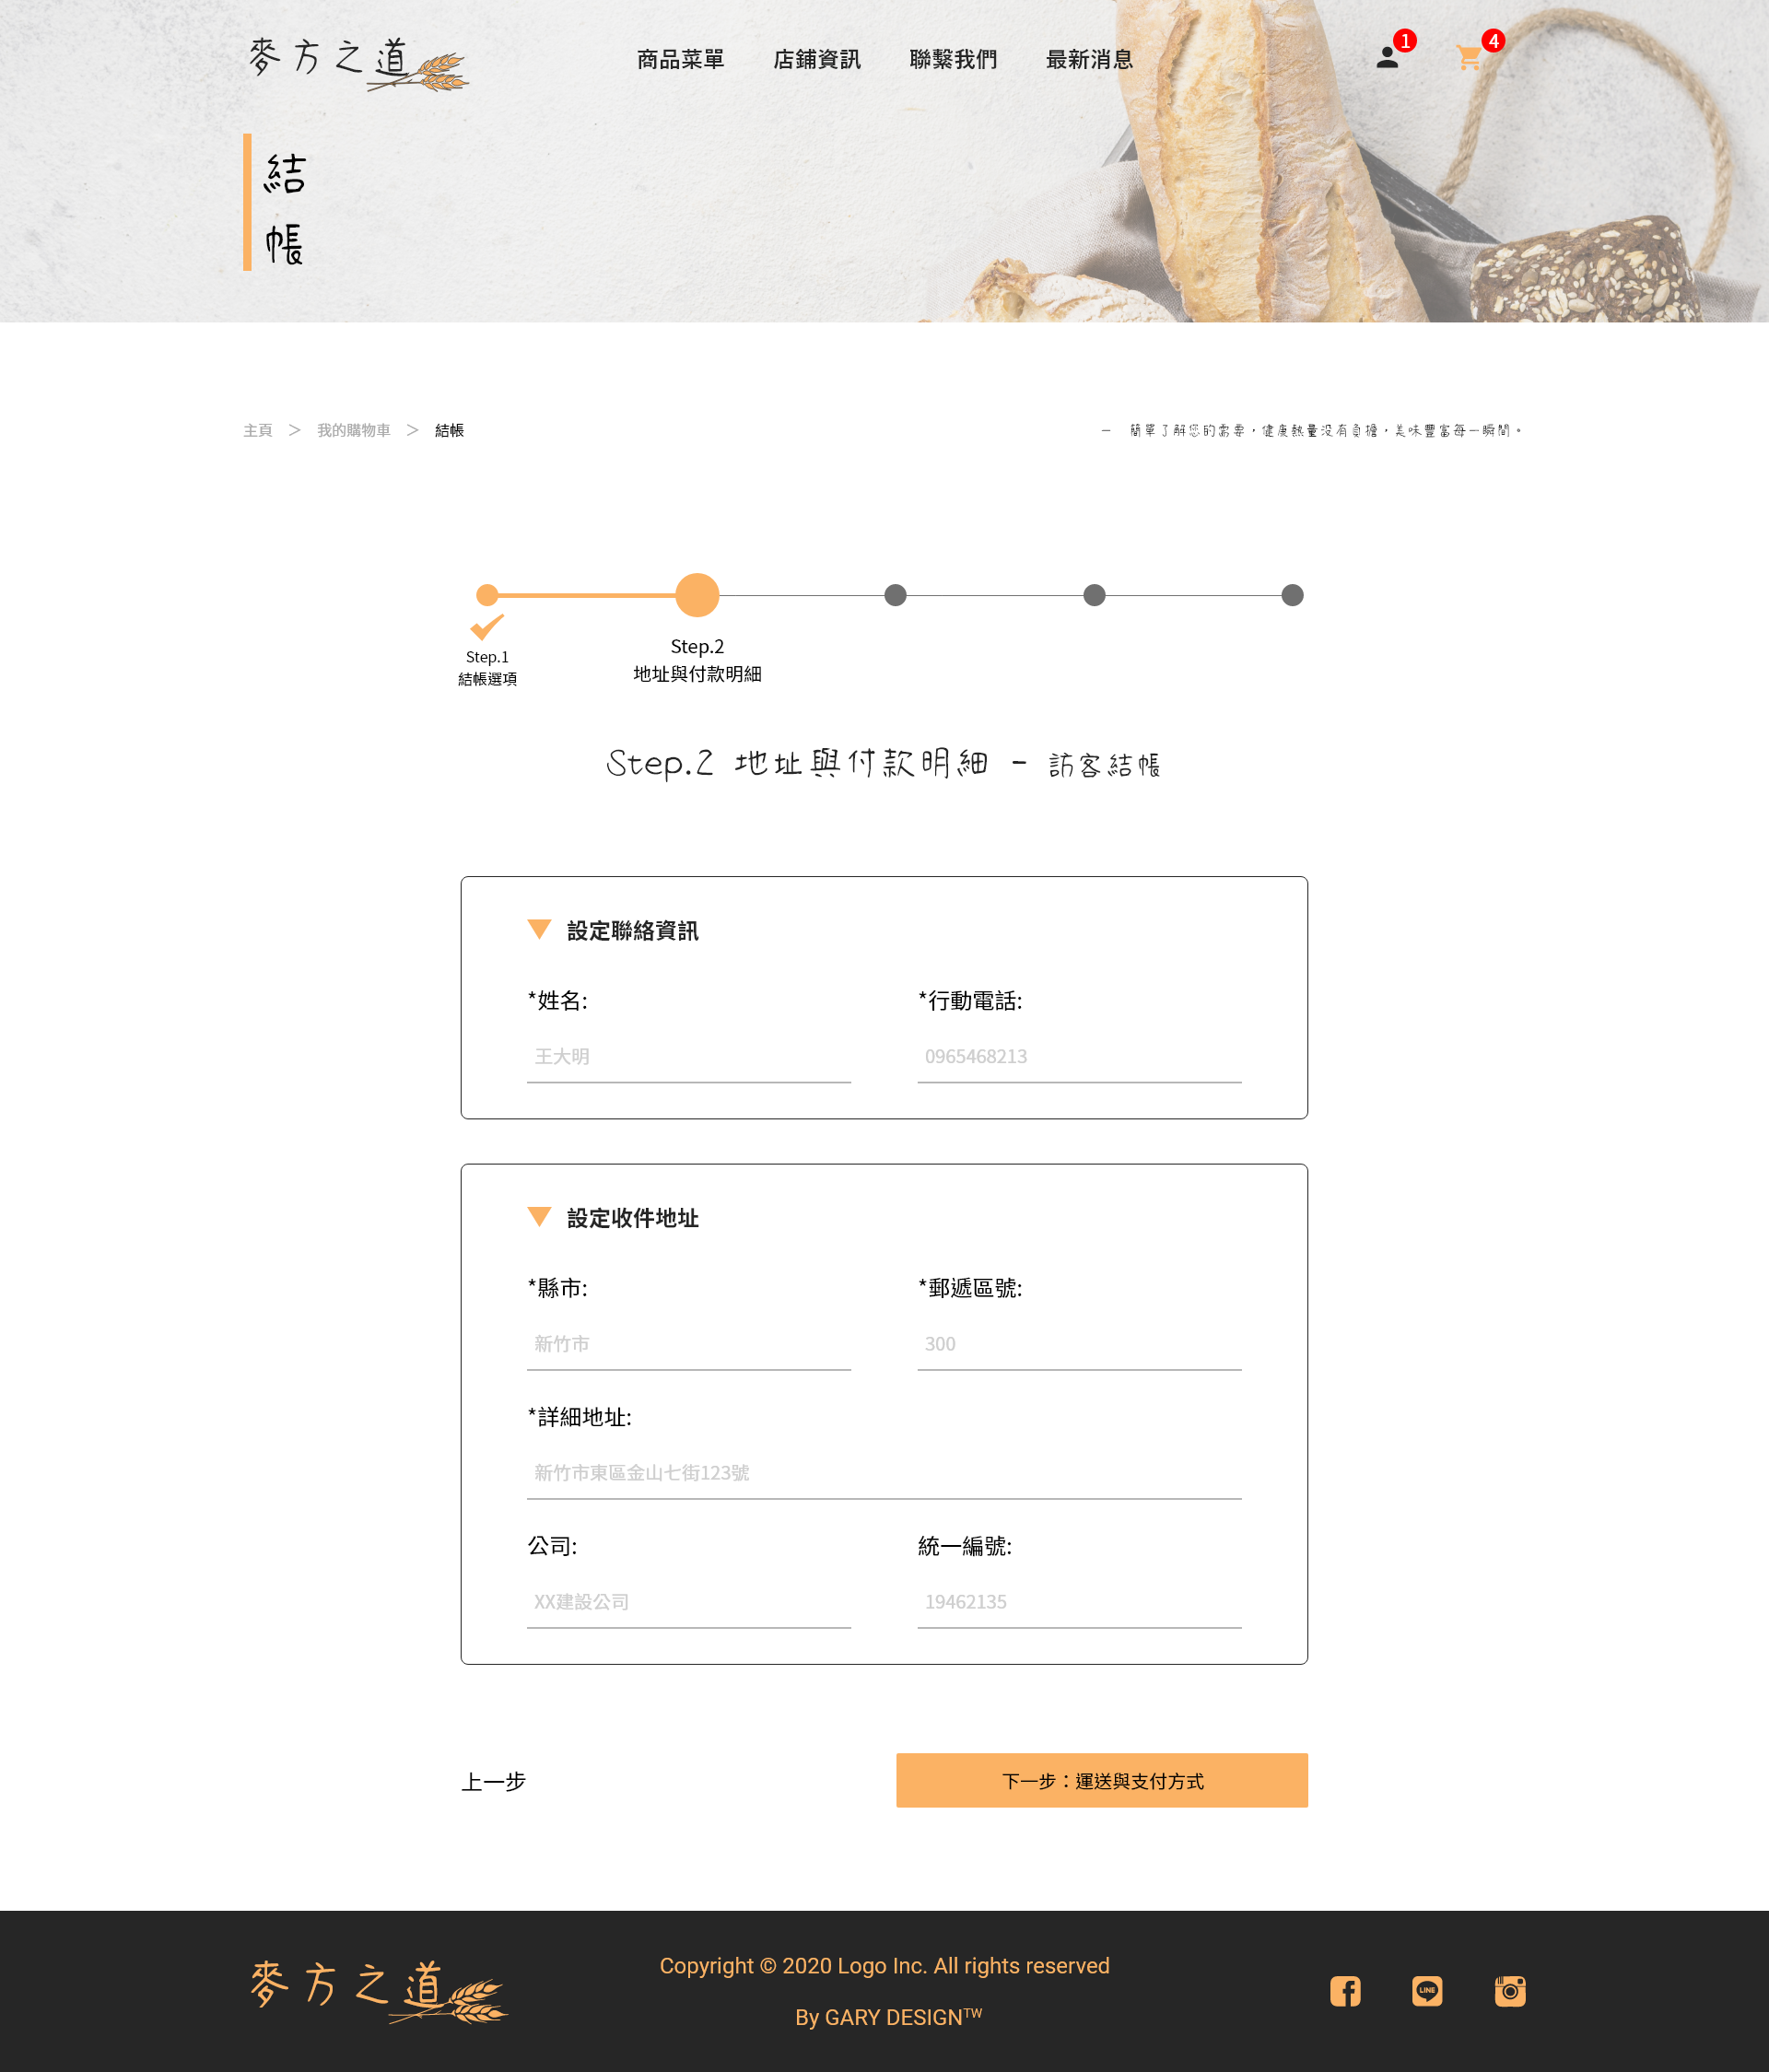 麥方之道
商品菜單 店鋪資訊 聯繫我們 最新消息
1 4
結
帳
主頁 > 我的購物車 > 結帳
– 簡單了解您的需要，健康熱量沒有負擔，美味豐富每一瞬間。
Step.1
結帳選項
Step.2
地址與付款明細
Step.2 地址與付款明細 - 訪客結帳
設定聯絡資訊
*姓名: *行動電話:
王大明 0965468213
設定收件地址
*縣市: *郵遞區號:
新竹市 300
*詳細地址:
新竹市東區金山七街123號
公司: 統一編號:
XX建設公司 19462135
上一步 下一步：運送與支付方式
麥方之道
Copyright © 2020 Logo Inc. All rights reserved
By GARY DESIGN™
LINE